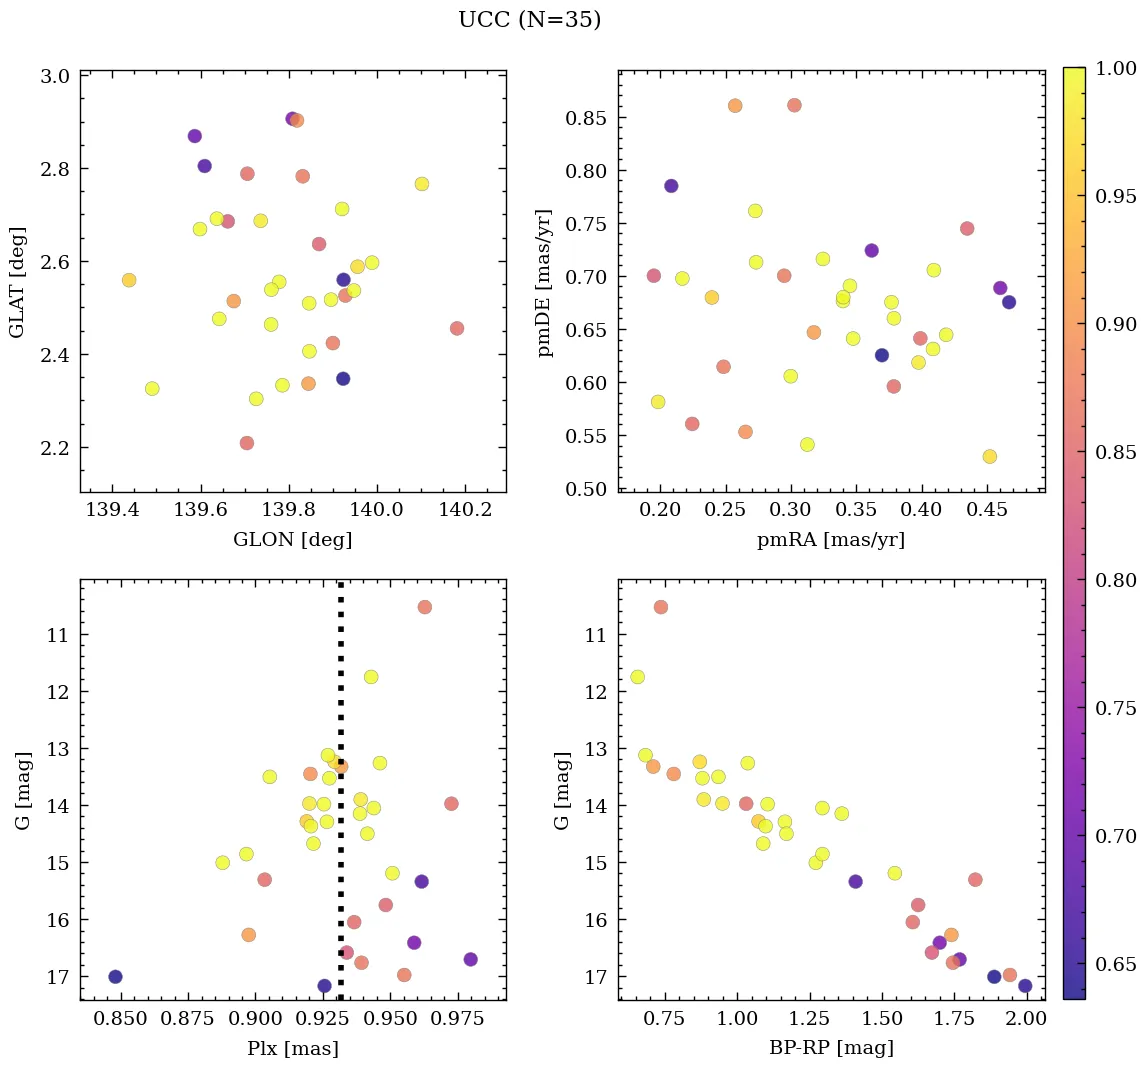 UCC (N=35)
3.0
2.8
2.6
2.4
2.2
GLAT [deg]
139.4 139.6 139.8 140.0 140.2
GLON [deg]
0.85
0.80
0.75
0.70
0.65
0.60
0.55
0.50
pmDE [mas/yr]
0.20 0.25 0.30 0.35 0.40 0.45
pmRA [mas/yr]
11
12
13
14
15
16
17
G [mag]
0.850 0.875 0.900 0.925 0.950 0.975
Plx [mas]
11
12
13
14
15
16
17
G [mag]
0.75 1.00 1.25 1.50 1.75 2.00
BP-RP [mag]
1.00
0.95
0.90
0.85
0.80
0.75
0.70
0.65